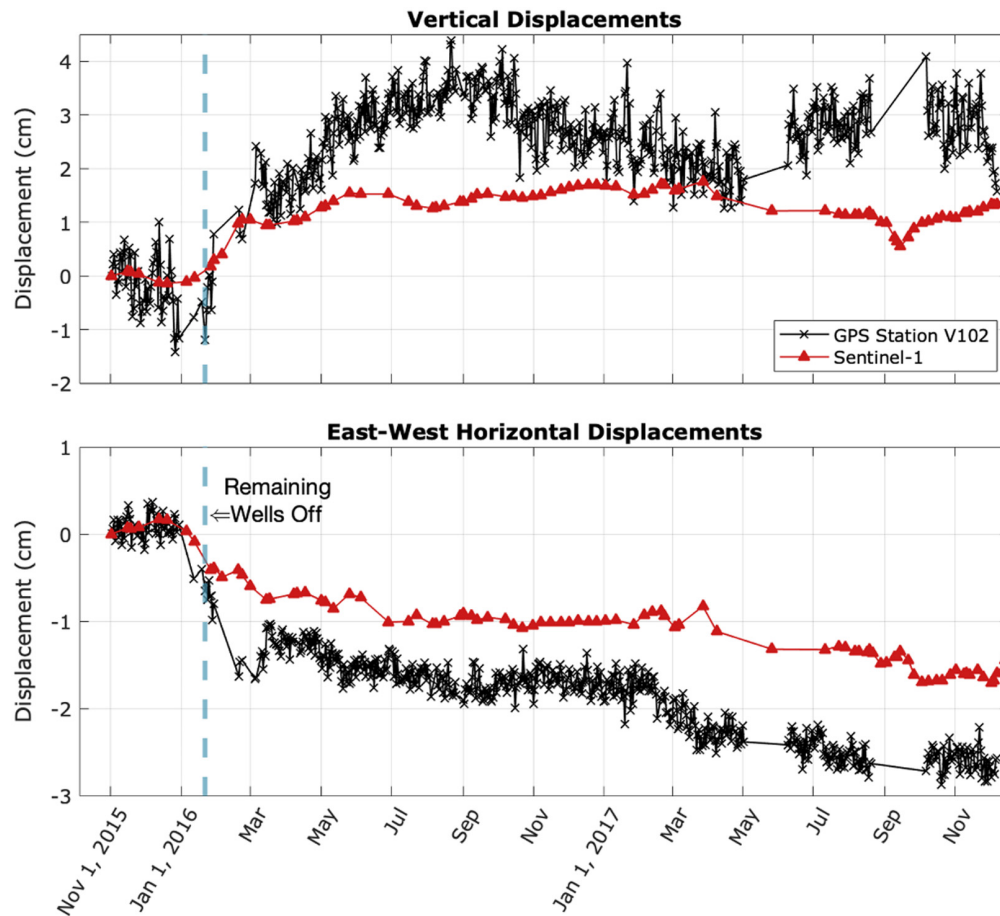 Vertical Displacements
Displacement (cm)
4
3
2
1
0
-1
-2
GPS Station V102
Sentinel-1
East-West Horizontal Displacements
Displacement (cm)
1
0
-1
-2
-3
Remaining
⇐Wells Off
Nov 1, 2015
Jan 1, 2016
Mar
May
Jul
Sep
Nov
Jan 1, 2017
Mar
May
Jul
Sep
Nov